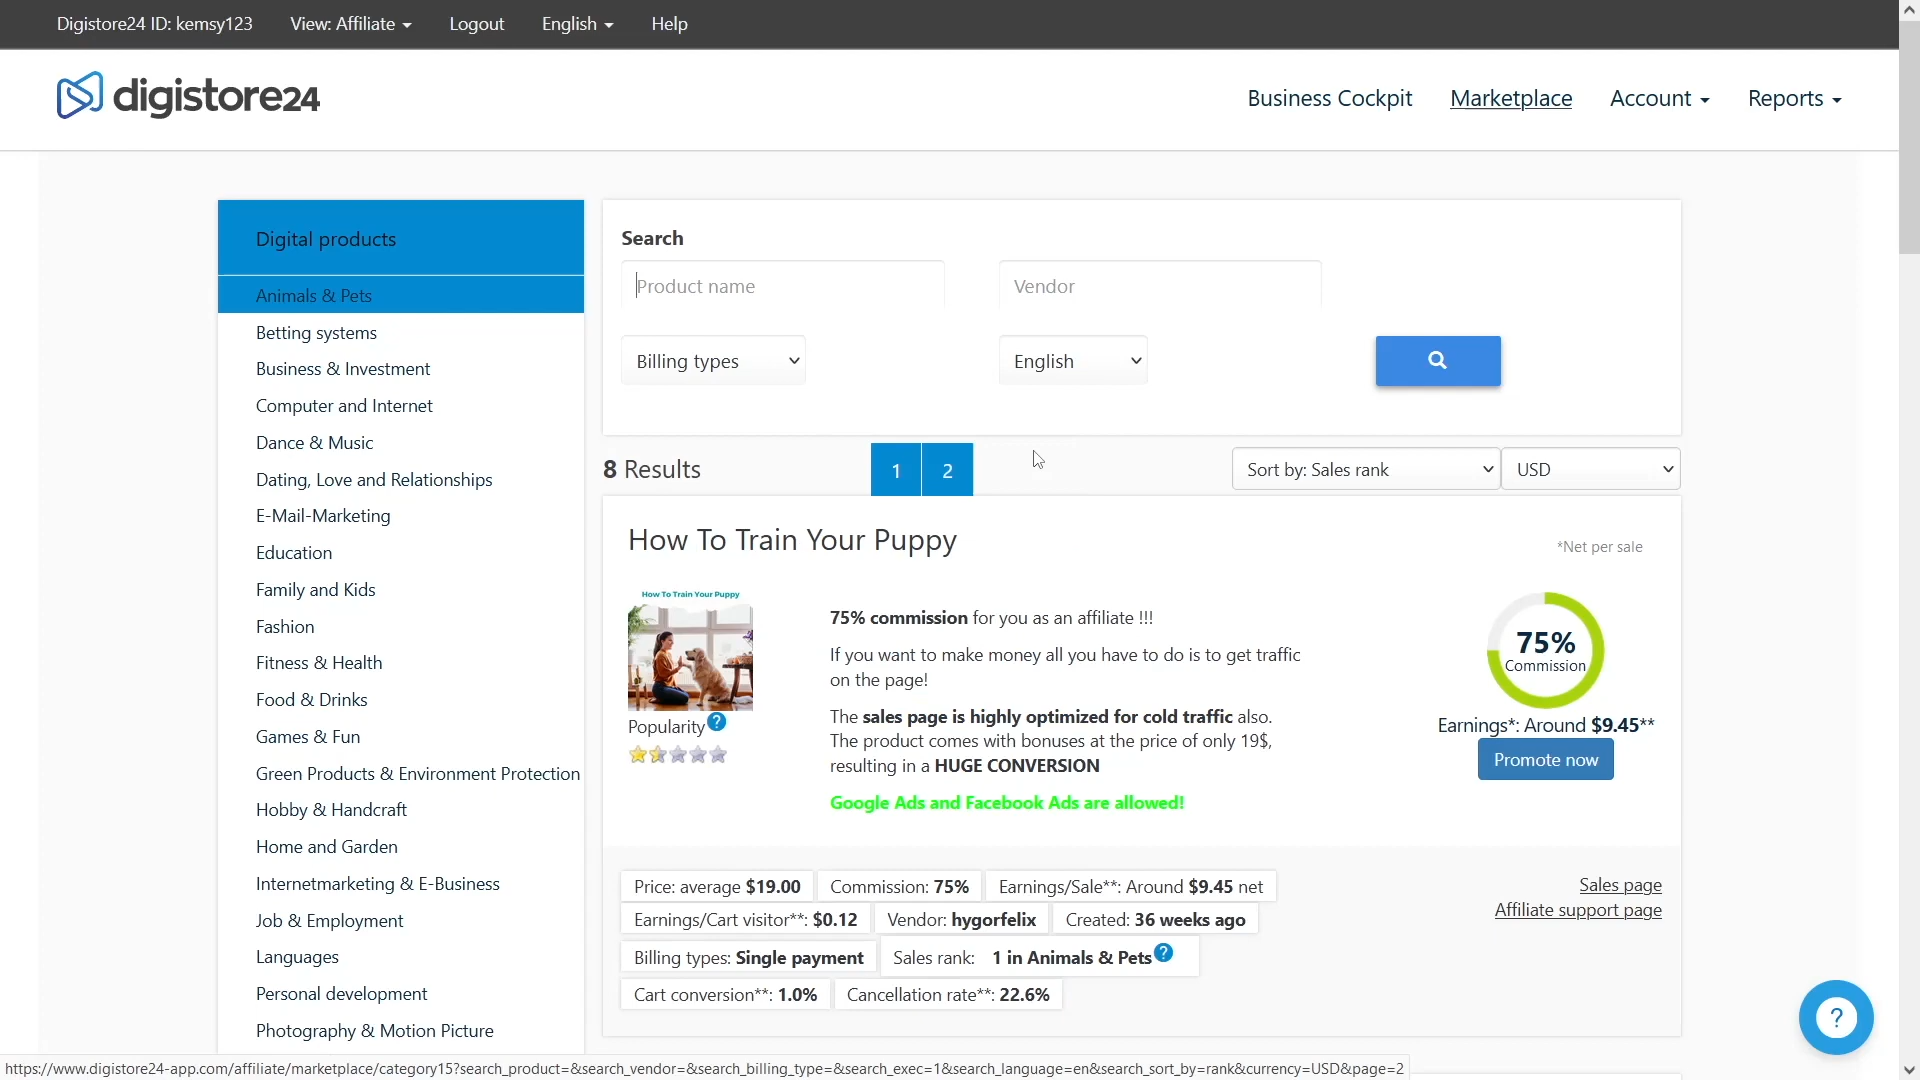 Digistore24 ID: kemsy123 View: Affiliate Logout English Help
digistore24
Business Cockpit Marketplace Account Reports
Digital products
Animals & Pets
Betting systems
Business & Investment
Computer and Internet
Dance & Music
Dating, Love and Relationships
E-Mail-Marketing
Education
Family and Kids
Fashion
Fitness & Health
Food & Drinks
Games & Fun
Green Products & Environment Protection
Hobby & Handcraft
Home and Garden
Internetmarketing & E-Business
Job & Employment
Languages
Personal development
Photography & Motion Picture
Search
Product name Vendor
Billing types English
8 Results 1 2 Sort by: Sales rank USD
How To Train Your Puppy
*Net per sale
How To Train Your Puppy
Popularity ?
75% commission for you as an affiliate !!!
If you want to make money all you have to do is to get traffic
on the page!
The sales page is highly optimized for cold traffic also.
The product comes with bonuses at the price of only 19$,
resulting in a HUGE CONVERSION
Google Ads and Facebook Ads are allowed!
75%
Commission
Earnings*: Around $9.45**
Promote now
Price: average $19.00 Commission: 75% Earnings/Sale**: Around $9.45 net
Earnings/Cart visitor**: $0.12 Vendor: hygorfelix Created: 36 weeks ago
Billing types: Single payment Sales rank: 1 in Animals & Pets ?
Cart conversion**: 1.0% Cancellation rate**: 22.6%
Sales page
Affiliate support page
?
https://www.digistore24-app.com/affiliate/marketplace/category15?search_product=&search_vendor=&search_billing_type=&search_exec=1&search_language=en&search_sort_by=rank&currency=USD&page=2